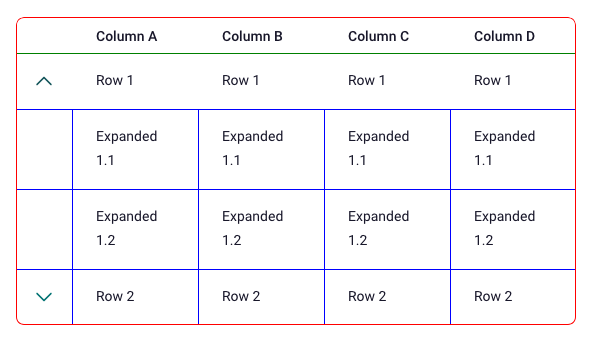 Column A Column B Column C Column D
Row 1 Row 1 Row 1 Row 1
Expanded Expanded Expanded Expanded
1.1 1.1 1.1 1.1
Expanded Expanded Expanded Expanded
1.2 1.2 1.2 1.2
Row 2 Row 2 Row 2 Row 2